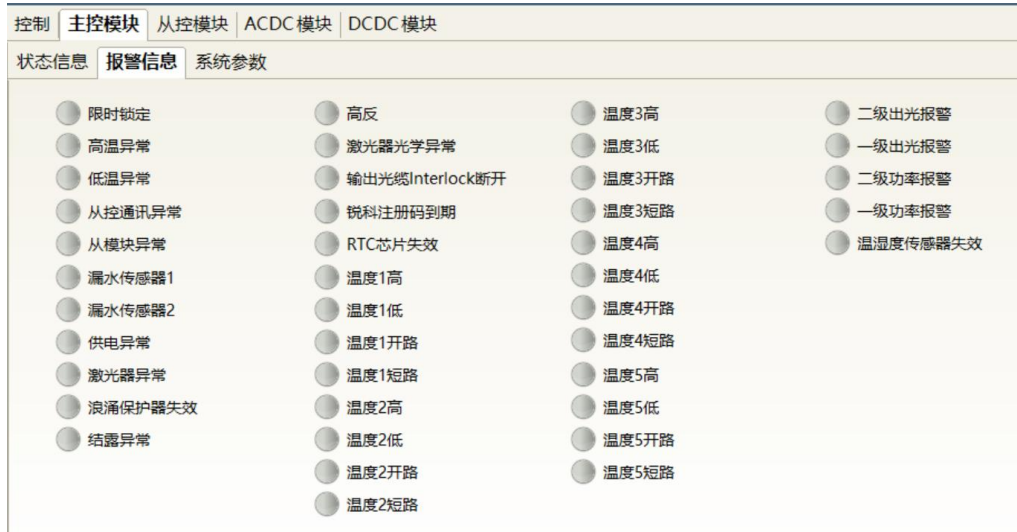 控制 主控模块 从控模块 ACDC模块 DCDC模块
状态信息 报警信息 系统参数
限时锁定
高温异常
低温异常
从控通讯异常
从模块异常
漏水传感器1
漏水传感器2
供电异常
激光器异常
浪涌保护器失效
结露异常
高反
激光器光学异常
输出光缆Interlock断开
锐科注册码到期
RTC芯片失效
温度1高
温度1低
温度1开路
温度1短路
温度2高
温度2低
温度2开路
温度2短路
温度3高
温度3低
温度3开路
温度3短路
温度4高
温度4低
温度4开路
温度4短路
温度5高
温度5低
温度5开路
温度5短路
二级出光报警
一级出光报警
二级功率报警
一级功率报警
温湿度传感器失效